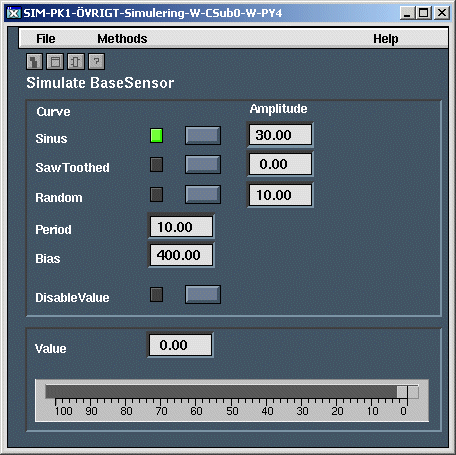 SIM-PK1-ÖVRIGT-Simulering-W-CSub0-W-PY4
File Methods Help
?
Simulate BaseSensor
Curve Amplitude
Sinus 30.00
SawToothed 0.00
Random 10.00
Period 10.00
Bias 400.00
DisableValue
Value 0.00
100 90 80 70 60 50 40 30 20 10 0